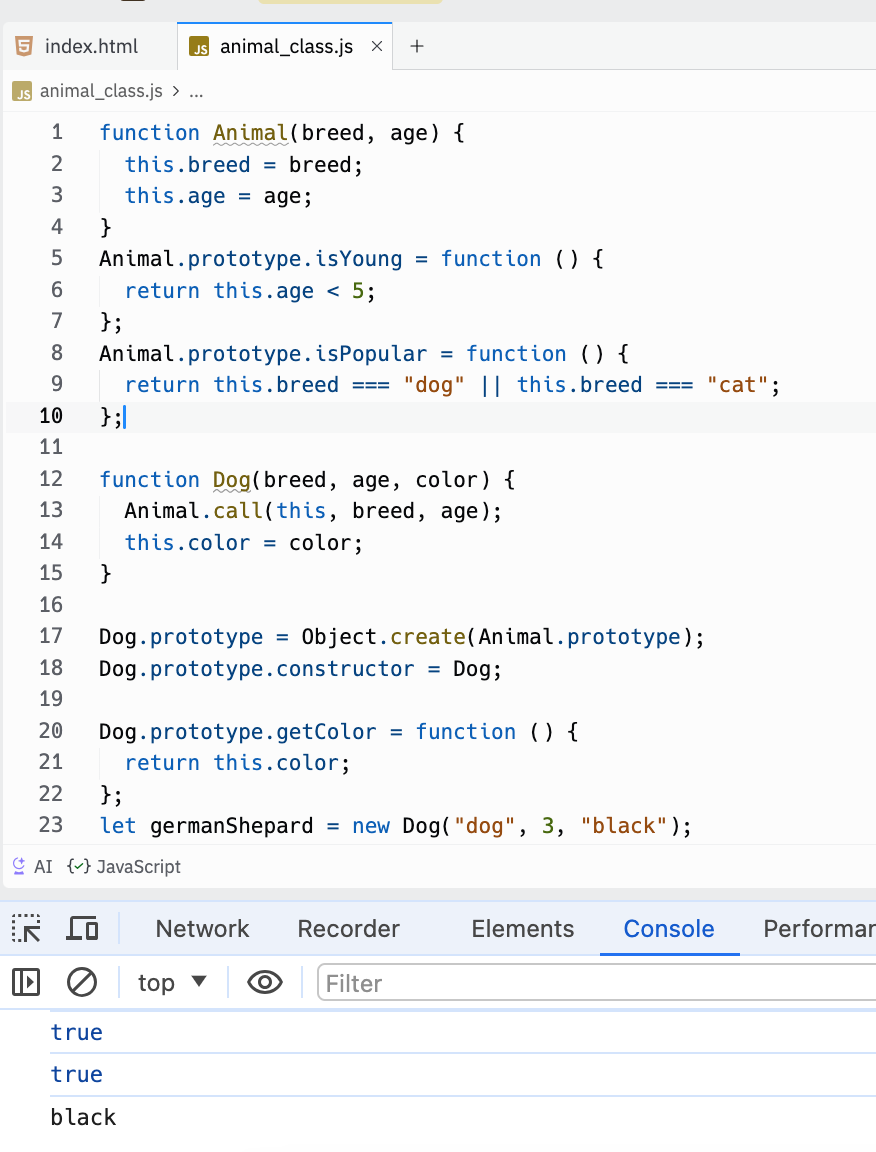 index.html
JS animal_class.js × +
JS animal_class.js > ...
1 function Animal(breed, age) {
2 this.breed = breed;
3 this.age = age;
4 }
5 Animal.prototype.isYoung = function () {
6 return this.age < 5;
7 };
8 Animal.prototype.isPopular = function () {
9 return this.breed === "dog" || this.breed === "cat";
10 };
11
12 function Dog(breed, age, color) {
13 Animal.call(this, breed, age);
14 this.color = color;
15 }
16
17 Dog.prototype = Object.create(Animal.prototype);
18 Dog.prototype.constructor = Dog;
19
20 Dog.prototype.getColor = function () {
21 return this.color;
22 };
23 let germanShepard = new Dog("dog", 3, "black");
AI {✓} JavaScript
Network Recorder Elements Console Performar
top Filter
true
true
black